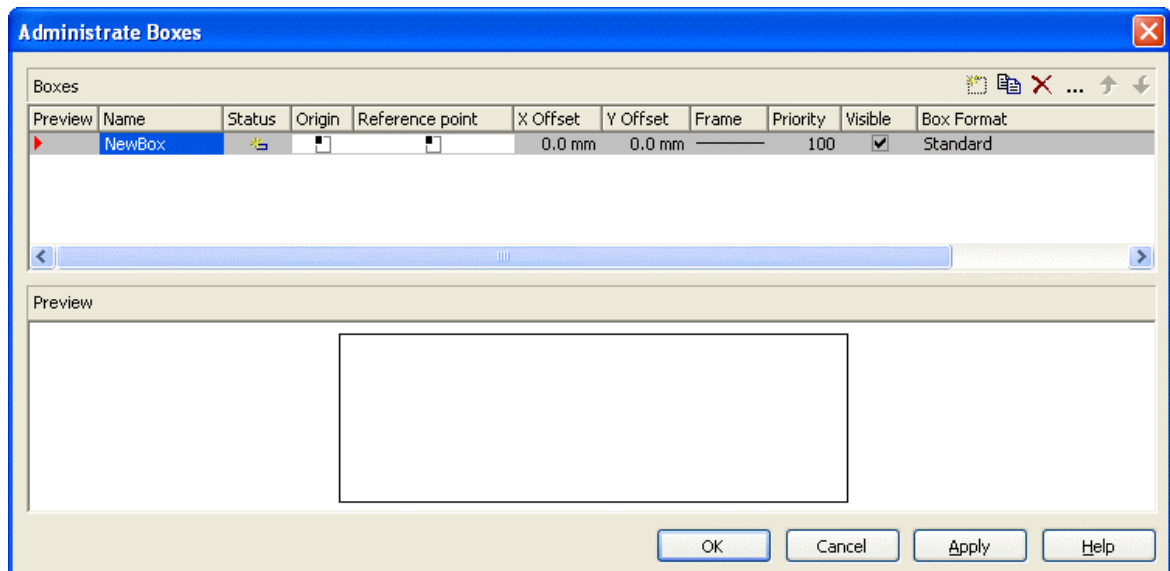 Administrate Boxes
Boxes ...
Preview Name Status Origin Reference point X Offset Y Offset Frame Priority Visible Box Format
NewBox 0.0 mm 0.0 mm 100 Standard
Preview
OK Cancel Apply Help